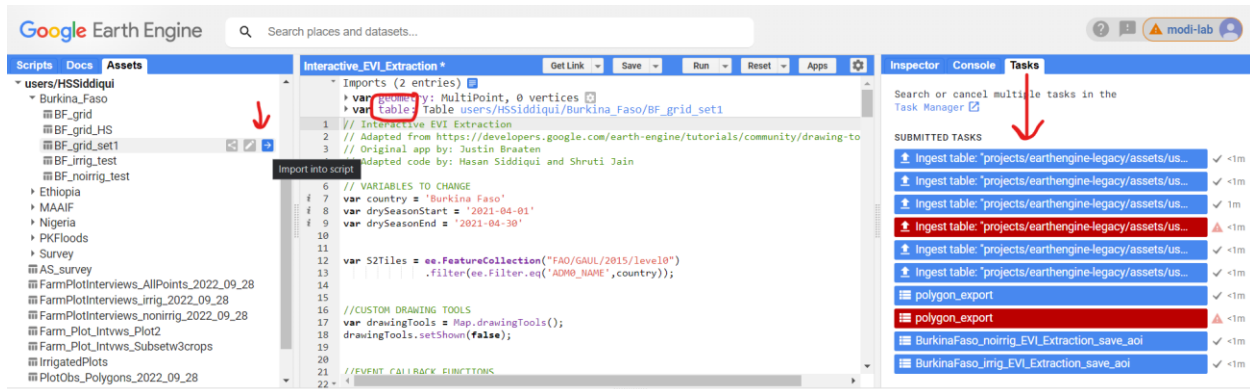 Google Earth Engine
Search places and datasets...
modi-lab
Scripts Docs Assets
users/HSSiddiqui
Burkina_Faso
BF_grid
BF_grid_HS
BF_grid_set1
BF_irrig_test
BF_noirrig_test
Ethiopia
MAAIF
Nigeria
PKFloods
Survey
AS_survey
FarmPlotInterviews_AllPoints_2022_09_28
FarmPlotInterviews_irrig_2022_09_28
FarmPlotInterviews_nonirrig_2022_09_28
Farm_Plot_Intvws_Plot2
Farm_Plot_Intvws_Subsetw3crops
IrrigatedPlots
PlotObs_Polygons_2022_09_28
Import into script
Interactive_EVI_Extraction *
Get Link Save Run Reset Apps
Imports (2 entries)
var geometry: MultiPoint, 0 vertices
var table: Table users/HSSiddiqui/Burkina_Faso/BF_grid_set1
1 // Interactive EVI Extraction
2 // Adapted from https://developers.google.com/earth-engine/tutorials/community/drawing-to
3 // Original app by: Justin Braaten
// Adapted code by: Hasan Siddiqui and Shruti Jain
6 // VARIABLES TO CHANGE
i 7 var country = 'Burkina Faso'
i 8 var drySeasonStart = '2021-04-01'
i 9 var drySeasonEnd = '2021-04-30'
10
11
12 var S2Tiles = ee.FeatureCollection("FAO/GAUL/2015/level0")
13 .filter(ee.Filter.eq('ADM0_NAME',country));
14
15
16 //CUSTOM DRAWING TOOLS
17 var drawingTools = Map.drawingTools();
18 drawingTools.setShown(false);
19
20
21 //EVENT CALLBACK FUNCTIONS
22
Inspector Console Tasks
Search or cancel multiple tasks in the
Task Manager
SUBMITTED TASKS
Ingest table: "projects/earthengine-legacy/assets/us... <1m
Ingest table: "projects/earthengine-legacy/assets/us... <1m
Ingest table: "projects/earthengine-legacy/assets/us... 1m
Ingest table: "projects/earthengine-legacy/assets/us... <1m
Ingest table: "projects/earthengine-legacy/assets/us... <1m
Ingest table: "projects/earthengine-legacy/assets/us... <1m
polygon_export <1m
polygon_export <1m
BurkinaFaso_noirrig_EVI_Extraction_save_aoi <1m
BurkinaFaso_irrig_EVI_Extraction_save_aoi <1m